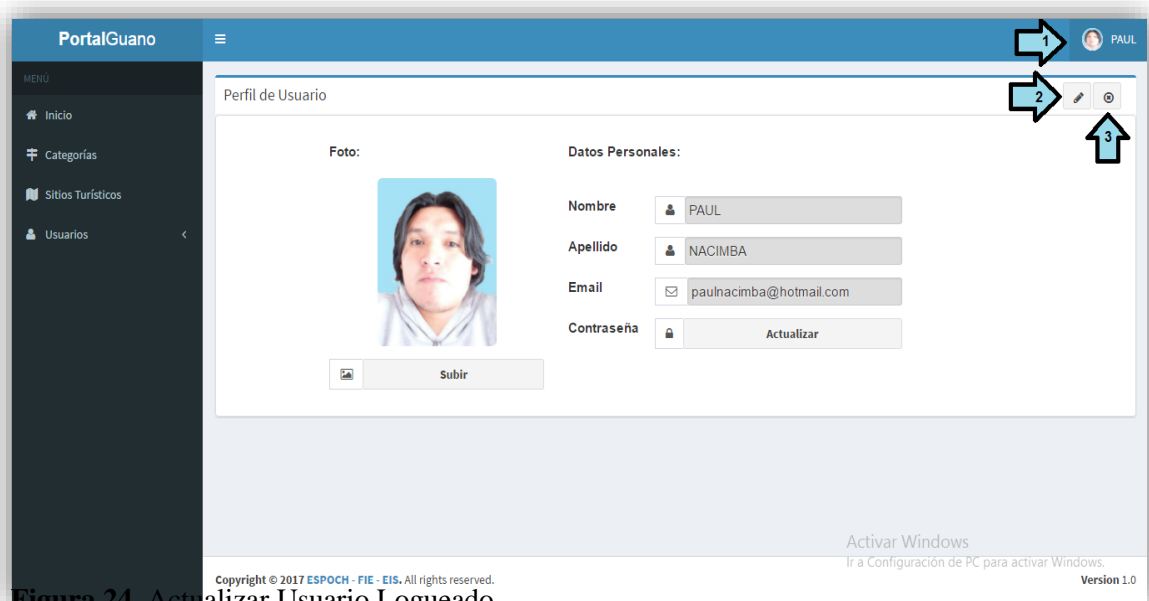 PortalGuano
1
PAUL
MENÚ
Inicio
Categorías
Sitios Turísticos
Usuarios
Perfil de Usuario
2
3
Foto:
Datos Personales:
Nombre
PAUL
Apellido
NACIMBA
Email
paulnacimba@hotmail.com
Contraseña
Actualizar
Subir
Activar Windows
Ir a Configuración de PC para activar Windows.
Copyright © 2017 ESPOCH - FIE - EIS. All rights reserved.
Version 1.0
Figura 24. Actualizar Usuario Logueado